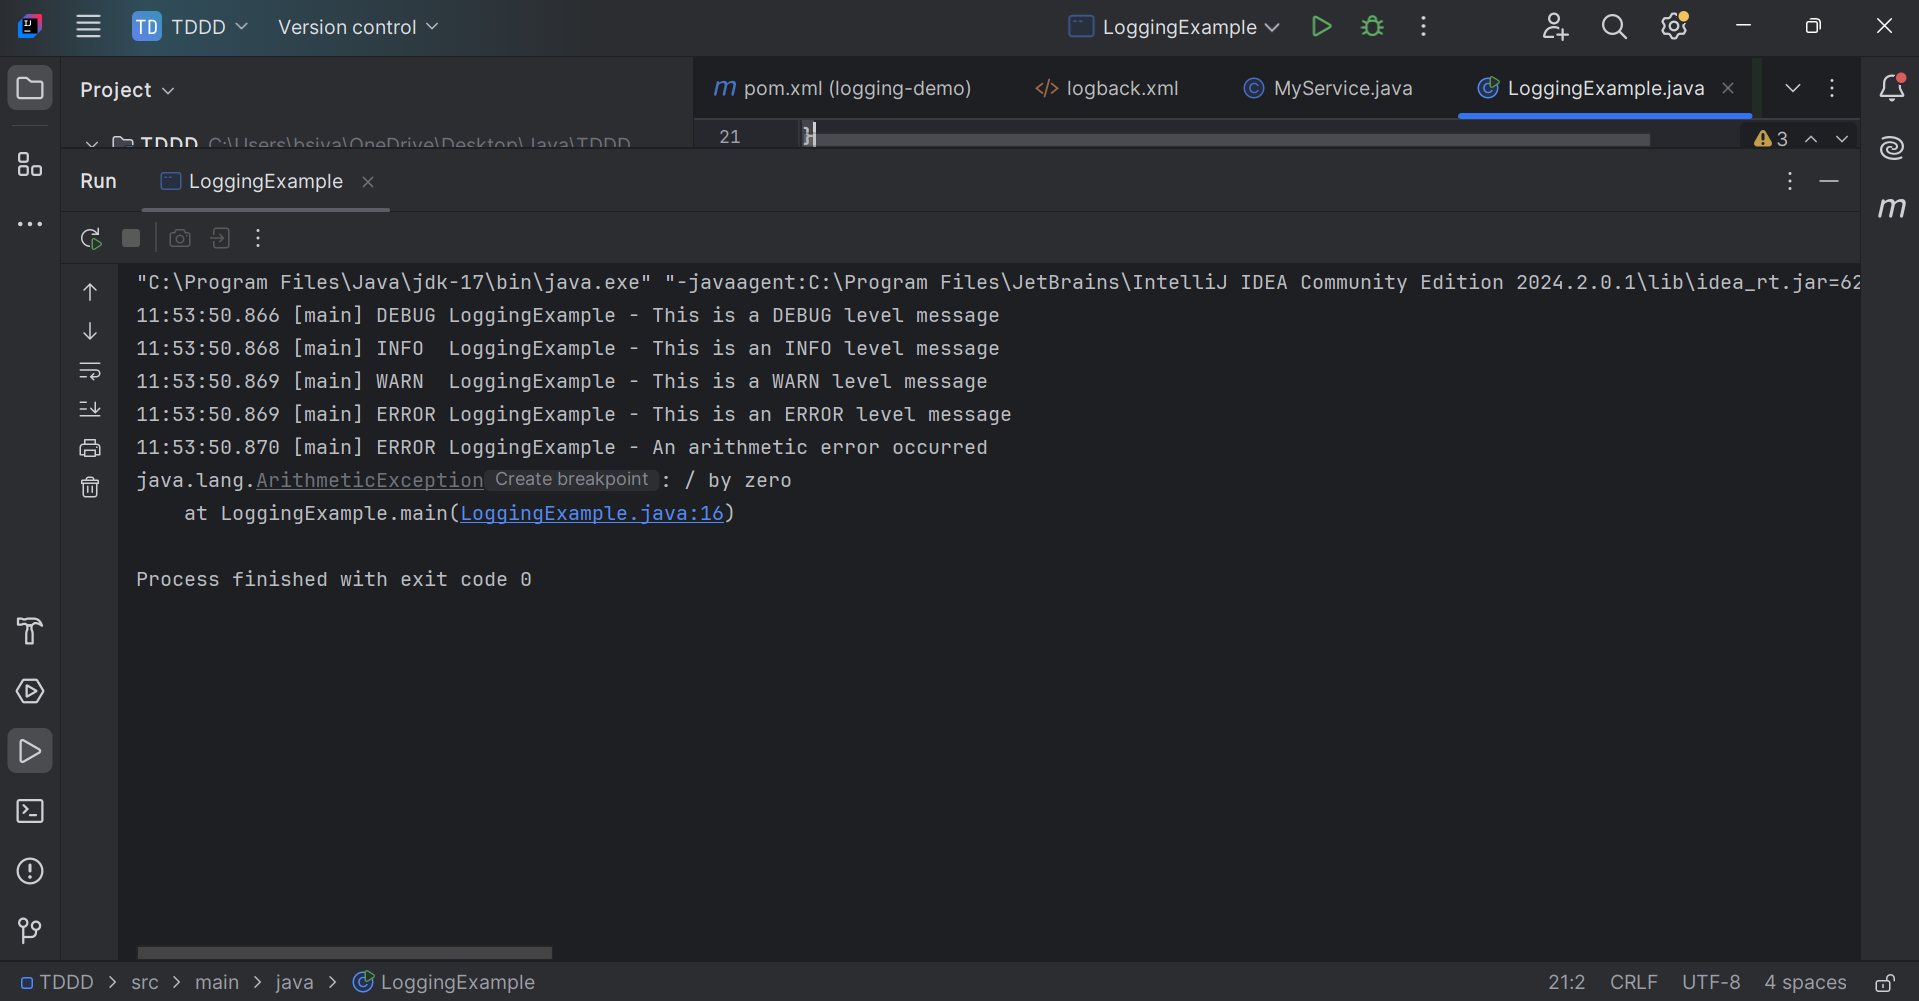 TD TDDD Version control LoggingExample
Project
m pom.xml (logging-demo) </> logback.xml MyService.java LoggingExample.java
TDDD C:\Users\bsiva\OneDrive\Desktop\Java\TDDD
21 } 3
Run LoggingExample
m
"C:\Program Files\Java\jdk-17\bin\java.exe" "-javaagent:C:\Program Files\JetBrains\IntelliJ IDEA Community Edition 2024.2.0.1\lib\idea_rt.jar=62
11:53:50.866 [main] DEBUG LoggingExample - This is a DEBUG level message
11:53:50.868 [main] INFO  LoggingExample - This is an INFO level message
11:53:50.869 [main] WARN  LoggingExample - This is a WARN level message
11:53:50.869 [main] ERROR LoggingExample - This is an ERROR level message
11:53:50.870 [main] ERROR LoggingExample - An arithmetic error occurred
java.lang.ArithmeticException Create breakpoint : / by zero
    at LoggingExample.main(LoggingExample.java:16)
Process finished with exit code 0
TDDD > src > main > java > LoggingExample 21:2 CRLF UTF-8 4 spaces